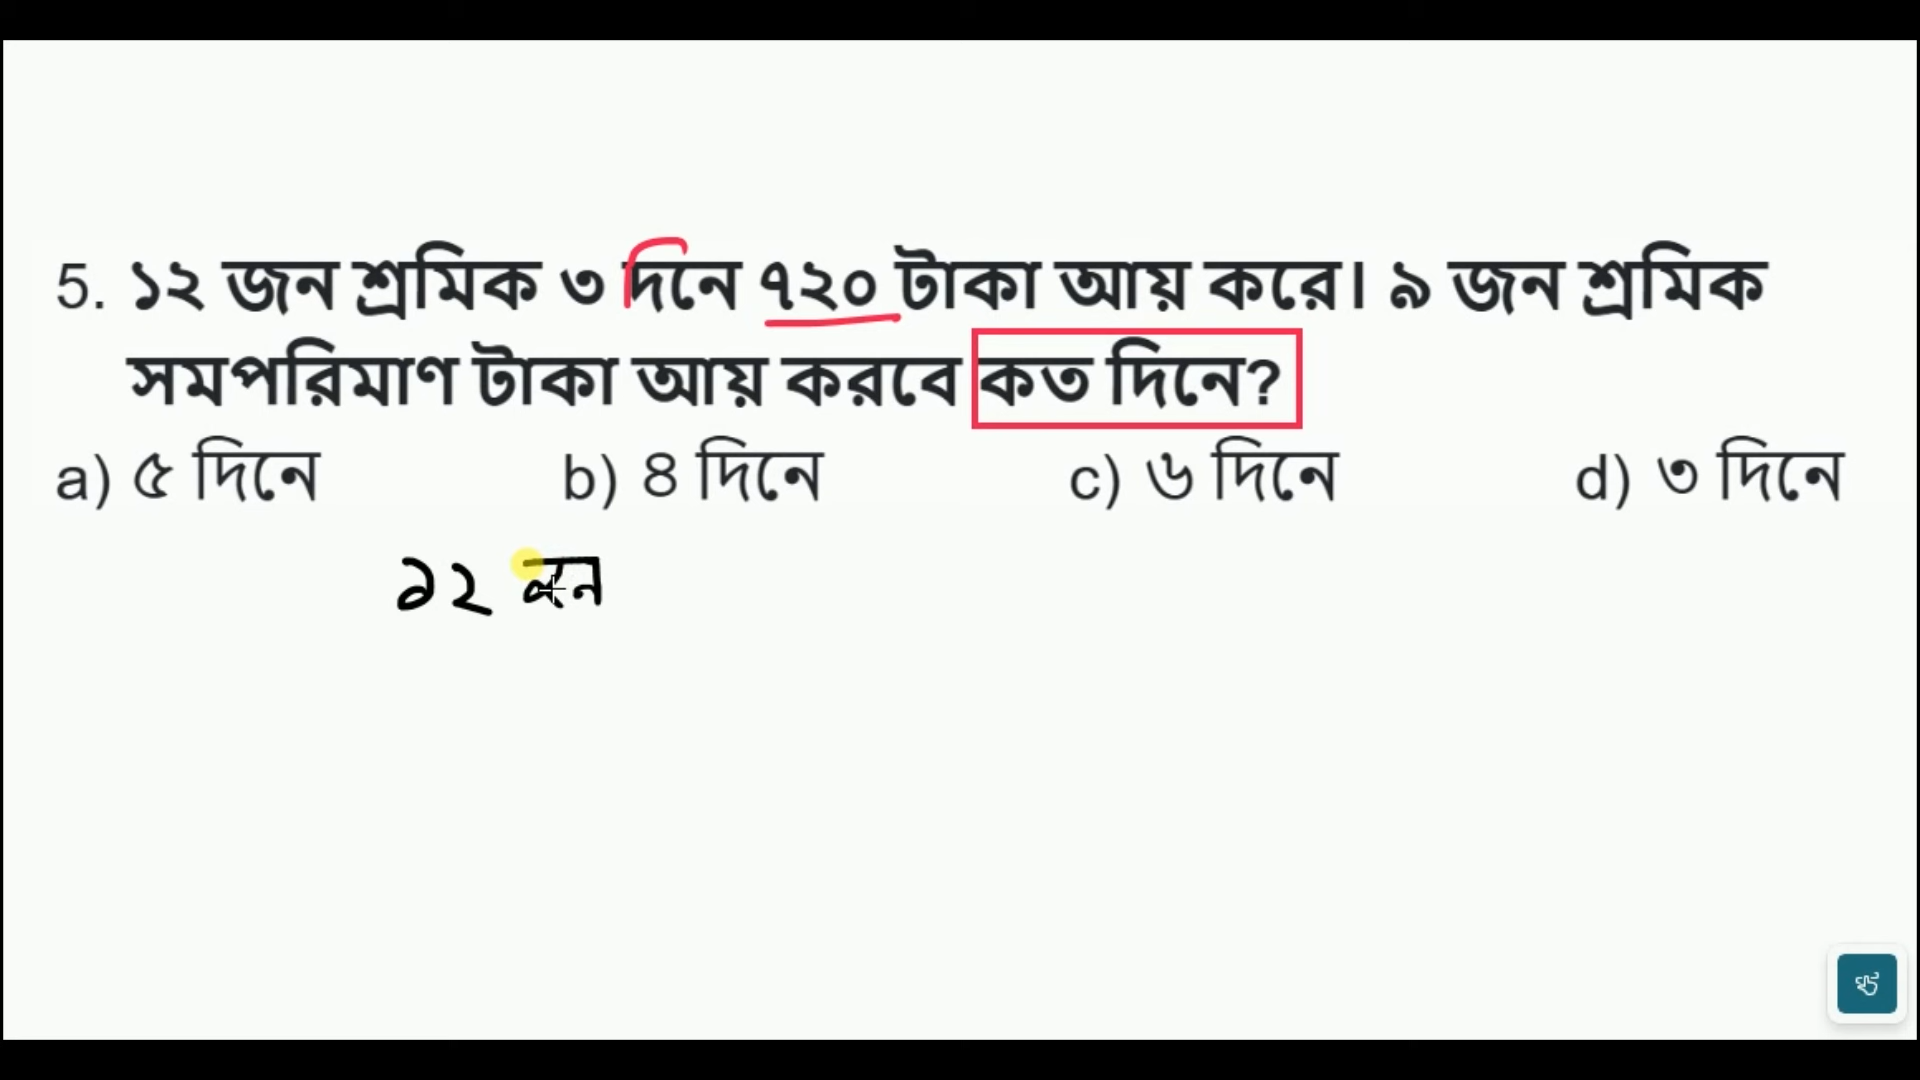 5. ১২ জন শ্রমিক ৩ দিনে ৭২০ টাকা আয় করে। ৯ জন শ্রমিক
সমপরিমাণ টাকা আয় করবে কত দিনে?
a) ৫ দিনে b) ৪ দিনে c) ৬ দিনে d) ৩ দিনে
১২ জন